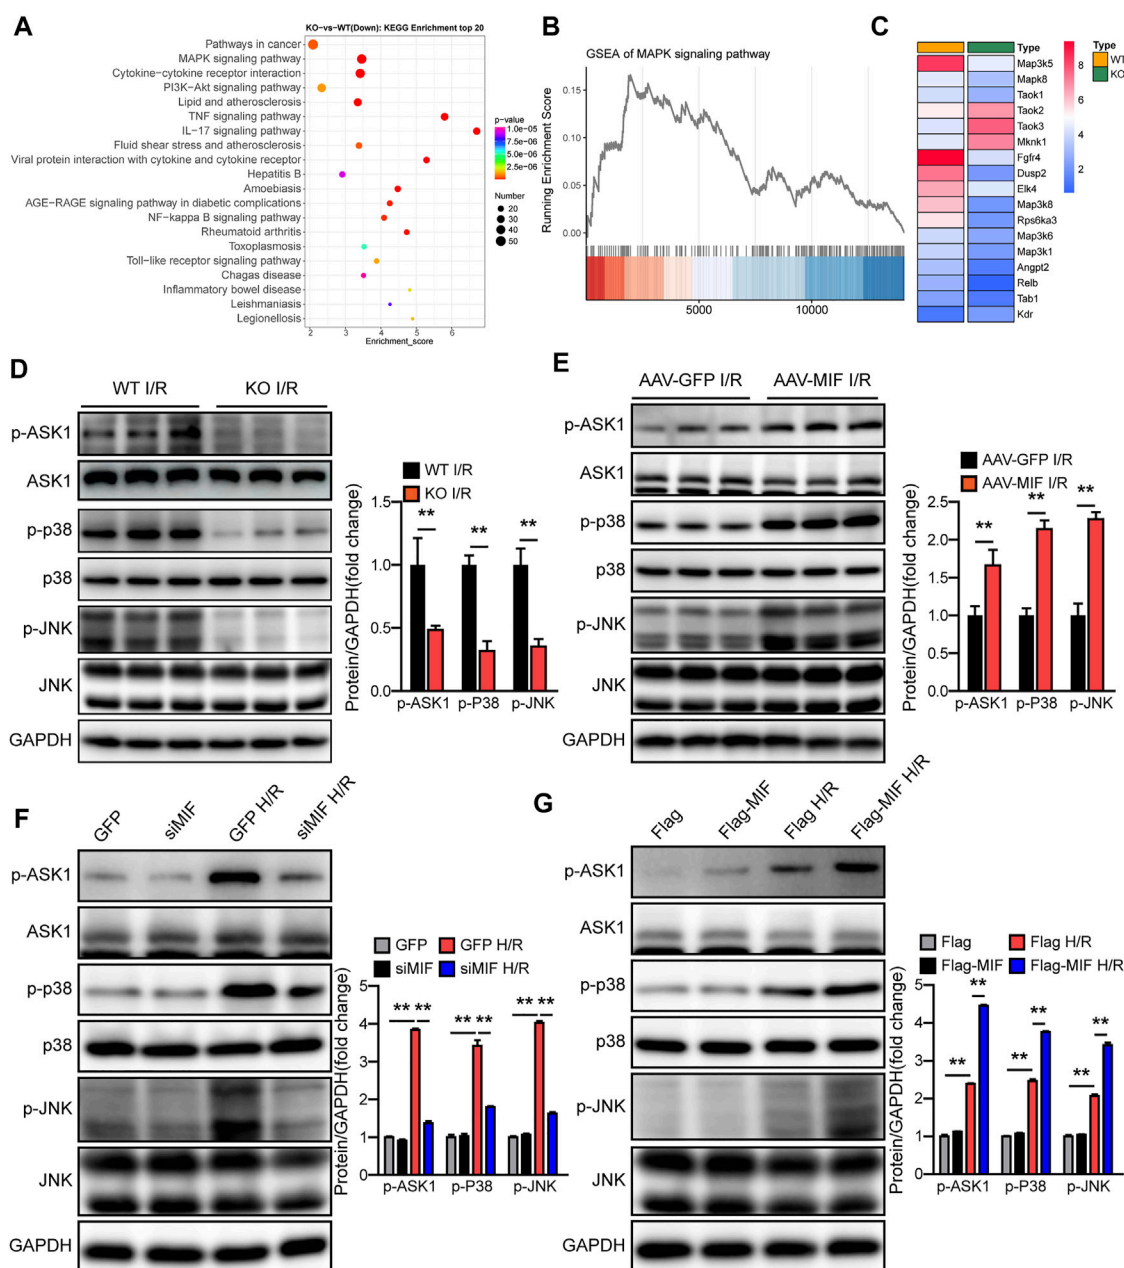 A
KO-vs-WT(Down): KEGG Enrichment top 20
Pathways in cancer
MAPK signaling pathway
Cytokine-cytokine receptor interaction
PI3K-Akt signaling pathway
Lipid and atherosclerosis
TNF signaling pathway
IL-17 signaling pathway
Fluid shear stress and atherosclerosis
Viral protein interaction with cytokine and cytokine receptor
Hepatitis B
Amoebiasis
AGE-RAGE signaling pathway in diabetic complications
NF-kappa B signaling pathway
Rheumatoid arthritis
Toxoplasmosis
Toll-like receptor signaling pathway
Chagas disease
Inflammatory bowel disease
Leishmaniasis
Legionellosis
2 3 4 5 6
Enrichment_score
p-value
1.0e-05
7.5e-06
5.0e-06
2.5e-06
Number
20
30
40
50
B
GSEA of MAPK signaling pathway
Running Enrichment Score
0.15
0.10
0.05
0.00
5000 10000
C
Type
Map3k5
Mapk8
Taok1
Taok2
Taok3
Mknk1
Fgfr4
Dusp2
Elk4
Map3k8
Rps6ka3
Map3k6
Map3k1
Angpt2
Relb
Tab1
Kdr
8
6
4
2
Type
WT
KO
D
WT I/R KO I/R
p-ASK1
ASK1
p-p38
p38
p-JNK
JNK
GAPDH
WT I/R
KO I/R
Protein/GAPDH(fold change)
1.5
1.0
0.5
0.0
** ** **
p-ASK1 p-P38 p-JNK
E
AAV-GFP I/R AAV-MIF I/R
p-ASK1
ASK1
p-p38
p38
p-JNK
JNK
GAPDH
AAV-GFP I/R
AAV-MIF I/R
Protein/GAPDH(fold change)
2.5
2.0
1.5
1.0
0.5
0.0
** ** **
p-ASK1 p-P38 p-JNK
F
GFP siMIF GFP H/R siMIF H/R
p-ASK1
ASK1
p-p38
p38
p-JNK
JNK
GAPDH
GFP GFP H/R
siMIF siMIF H/R
Protein/GAPDH(fold change)
5
4
3
2
1
0
** ** ** ** ** **
p-ASK1 p-P38 p-JNK
G
Flag Flag-MIF Flag H/R Flag-MIF H/R
p-ASK1
ASK1
p-p38
p38
p-JNK
JNK
GAPDH
Flag Flag H/R
Flag-MIF Flag-MIF H/R
Protein/GAPDH(fold change)
5
4
3
2
1
0
** ** ** ** ** **
p-ASK1 p-P38 p-JNK